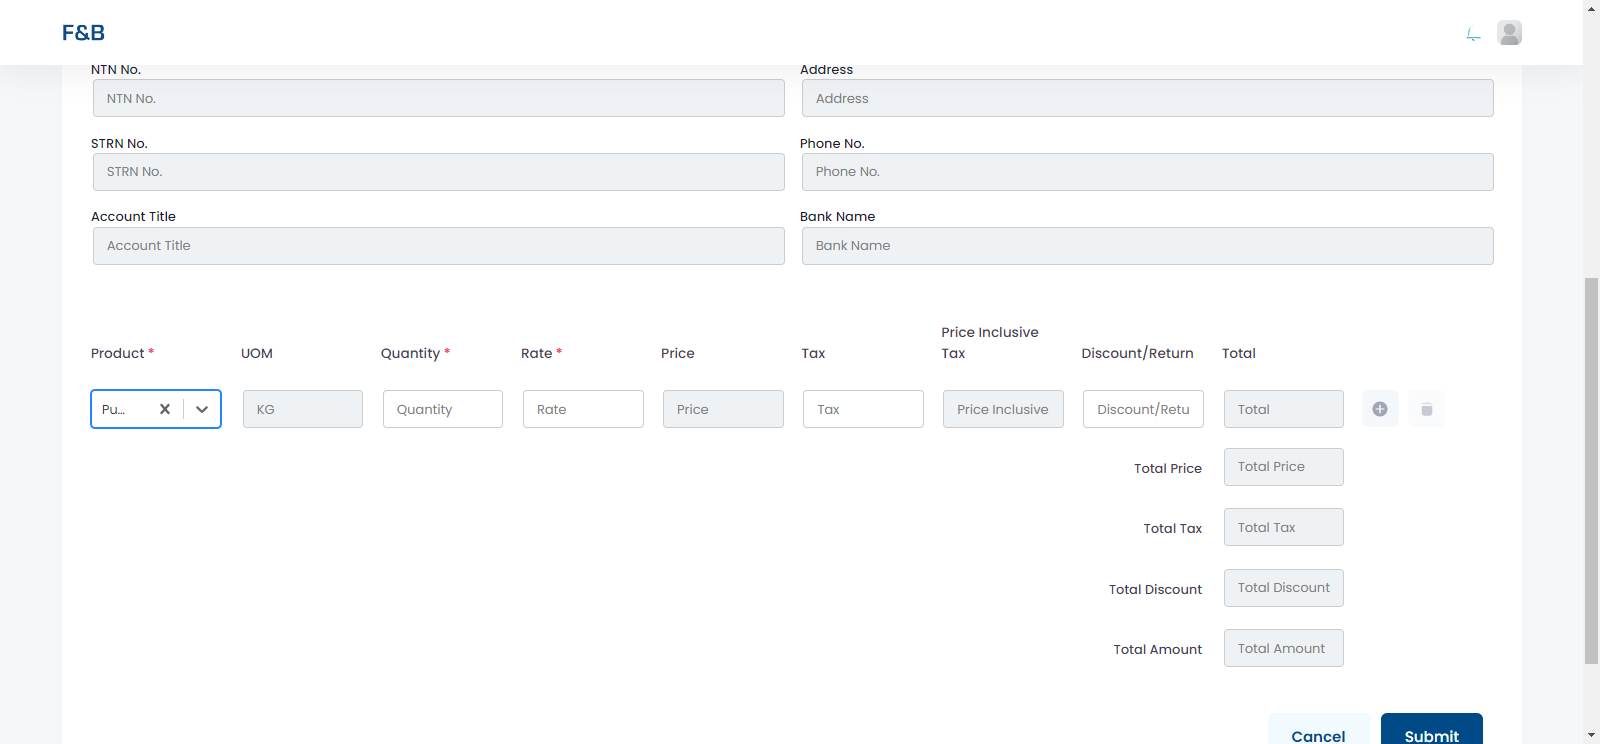 F&B
NTN No. Address
NTN No. Address
STRN No. Phone No.
STRN No. Phone No.
Account Title Bank Name
Account Title Bank Name
Product * UOM Quantity * Rate * Price Tax Price Inclusive Tax Discount/Return Total
Pu... KG Quantity Rate Price Tax Price Inclusive Discount/Retu Total
Total Price Total Price
Total Tax Total Tax
Total Discount Total Discount
Total Amount Total Amount
Cancel Submit